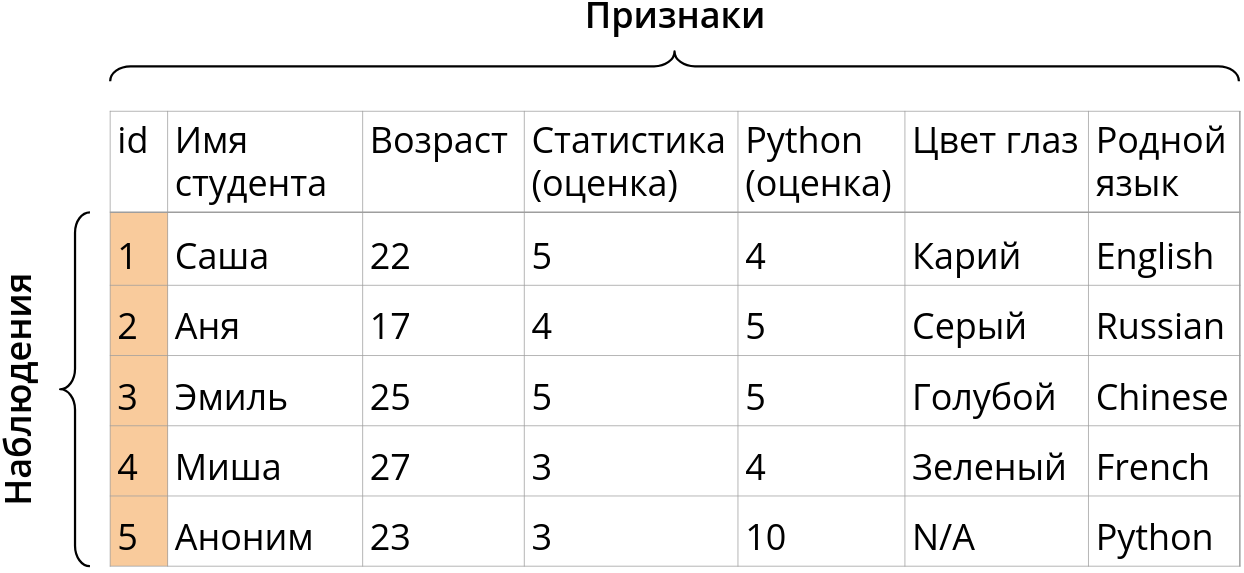 Признаки
id Имя студента Возраст Статистика (оценка) Python (оценка) Цвет глаз Родной язык
Наблюдения
1 Саша 22 5 4 Карий English
2 Аня 17 4 5 Серый Russian
3 Эмиль 25 5 5 Голубой Chinese
4 Миша 27 3 4 Зеленый French
5 Аноним 23 3 10 N/A Python